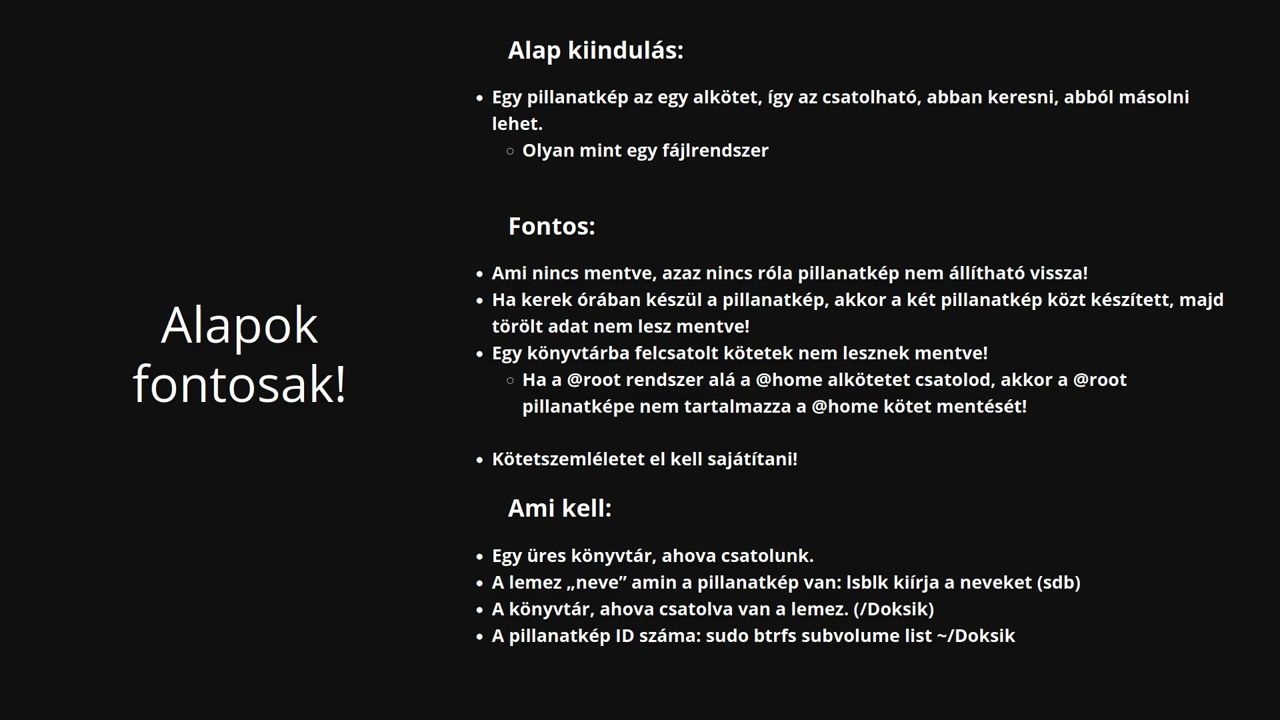 Alapok
fontosak!
Alap kiindulás:
• Egy pillanatkép az egy alkötet, így az csatolható, abban keresni, abból másolni
lehet.
○ Olyan mint egy fájlrendszer
Fontos:
• Ami nincs mentve, azaz nincs róla pillanatkép nem állítható vissza!
• Ha kerek órában készül a pillanatkép, akkor a két pillanatkép közt készített, majd
törölt adat nem lesz mentve!
• Egy könyvtárba felcsatolt kötetek nem lesznek mentve!
○ Ha a @root rendszer alá a @home alkötetet csatolod, akkor a @root
pillanatképe nem tartalmazza a @home kötet mentését!
• Kötetszemléletet el kell sajátítani!
Ami kell:
• Egy üres könyvtár, ahova csatolunk.
• A lemez „neve” amin a pillanatkép van: lsblk kiírja a neveket (sdb)
• A könyvtár, ahova csatolva van a lemez. (/Doksik)
• A pillanatkép ID száma: sudo btrfs subvolume list ~/Doksik